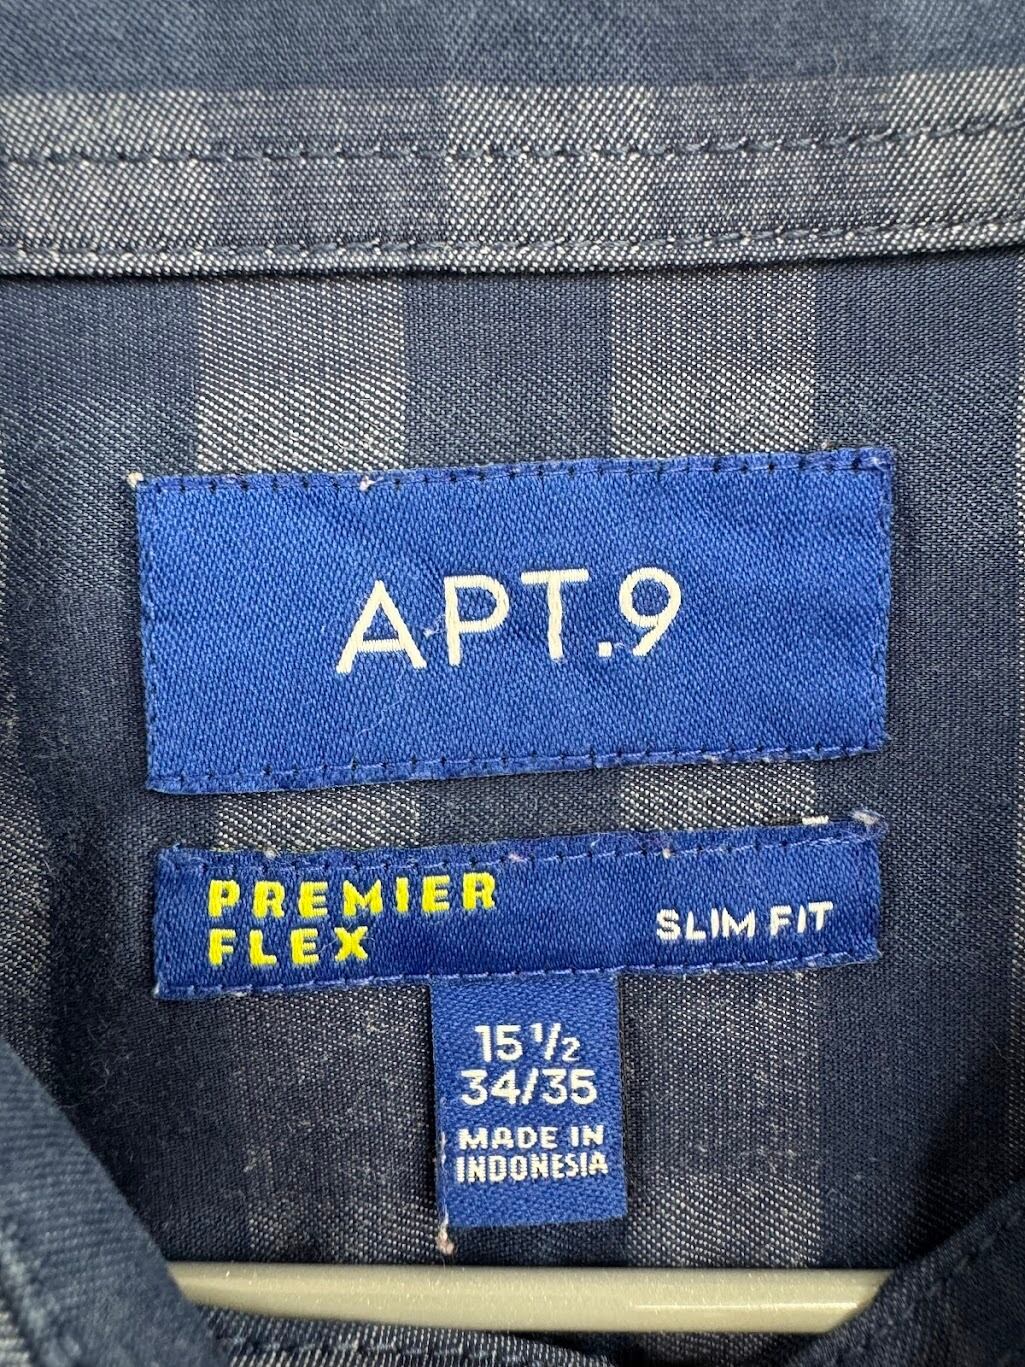 APT.9
PREMIER
FLEX
SLIM FIT
15 1/2
34/35
MADE IN
INDONESIA